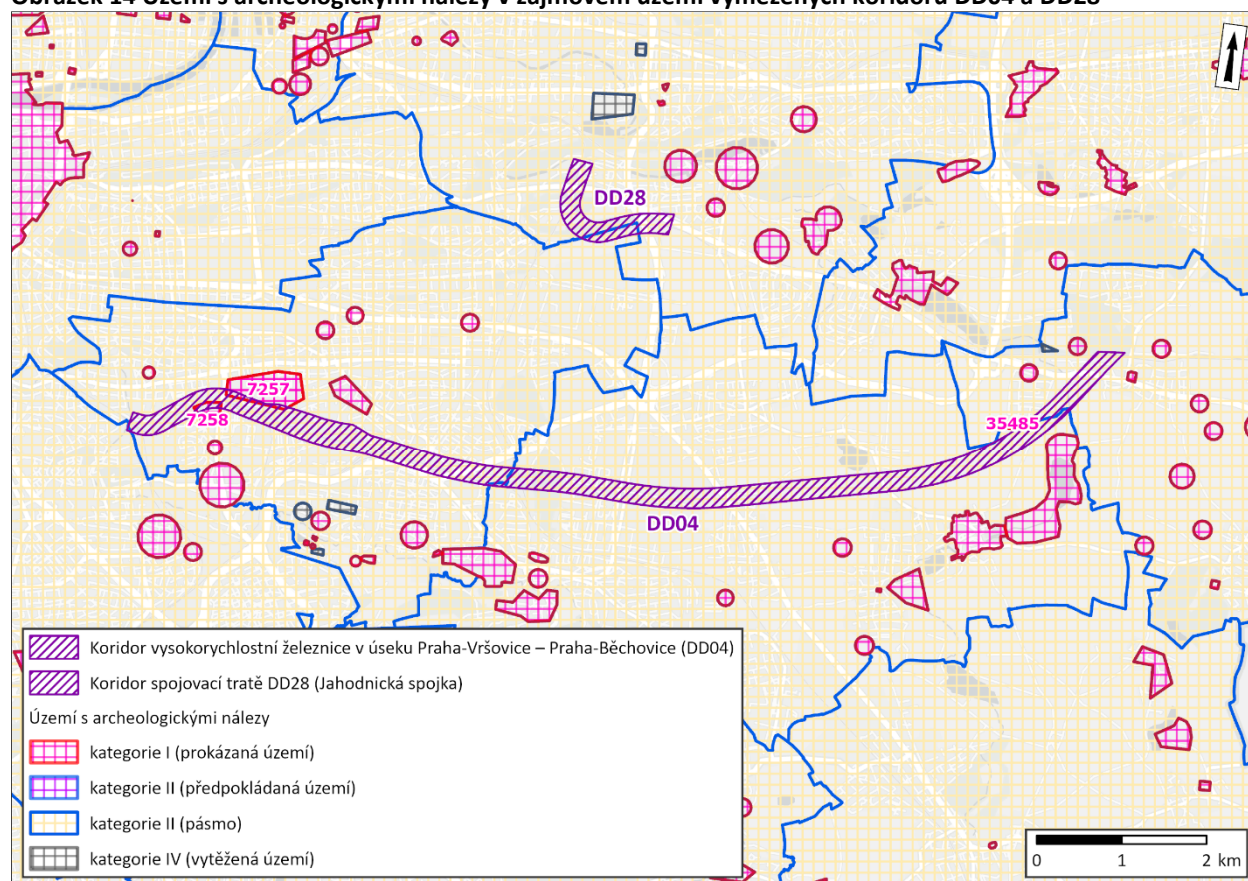 Obrázek 14 Území s archeologickými nálezy v zájmovém území vymezených koridorů DD04 a DD28
DD28
7257
7258
35485
DD04
Koridor vysokorychlostní železnice v úseku Praha-Vršovice – Praha-Běchovice (DD04)
Koridor spojovací tratě DD28 (Jahodnická spojka)
Území s archeologickými nálezy
kategorie I (prokázaná území)
kategorie II (předpokládaná území)
kategorie II (pásmo)
kategorie IV (vytěžená území)
0 1 2 km